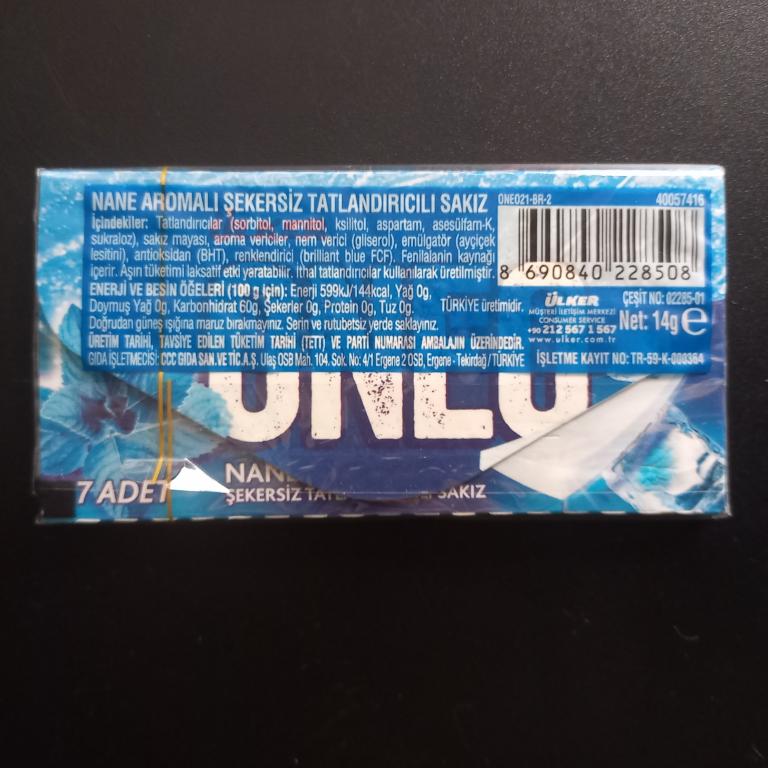 NANE AROMALI ŞEKERSİZ TATLANDIRICILI SAKIZ
İçindekiler: Tatlandırıcılar (sorbitol, mannitol, ksilitol, aspartam, asesülfam-K,
sukraloz), sakız mayası, aroma vericiler, nem verici (gliserol), emülgatör (ayçiçek
lesitini), antioksidan (BHT), renklendirici (brilliant blue FCF). Fenilalanin kaynağı
içerir. Aşırı tüketimi laksatif etki yaratabilir. İthal tatlandırıcılar kullanılarak üretilmiştir.
ENERJİ VE BESİN ÖĞELERİ (100 g için): Enerji 599kJ/144kcal, Yağ 0g,
Doymuş Yağ 0g, Karbonhidrat 60g, Şekerler 0g, Protein 0g, Tuz 0g.
TÜRKİYE üretimidir.
Doğrudan güneş ışığına maruz bırakmayınız. Serin ve rutubetsiz yerde saklayınız.
ÜRETİM TARİHİ, TAVSİYE EDİLEN TÜKETİM TARİHİ (TETT) VE PARTİ NUMARASI AMBALAJIN ÜZERİNDEDİR.
GIDA İŞLETMECİSİ: CCC GIDA SAN. VE TİC. A.Ş. Ulaş OSB Mah. 104. Sok. No: 4/1 Ergene 2 OSB, Ergene - Tekirdağ / TÜRKİYE
ONEO21-BR-2
40057416
8 690840 228508
ÜLKER
MÜŞTERİ İLETİŞİM MERKEZİ
CONSUMER SERVICE
+90 212 567 1 567
www.ulker.com.tr
ÇEŞİT NO: 02285-01
Net: 14g e
İŞLETME KAYIT NO: TR-59-K-008364
ONEO
NANE
ŞEKERSİZ SAKIZ
7 ADET